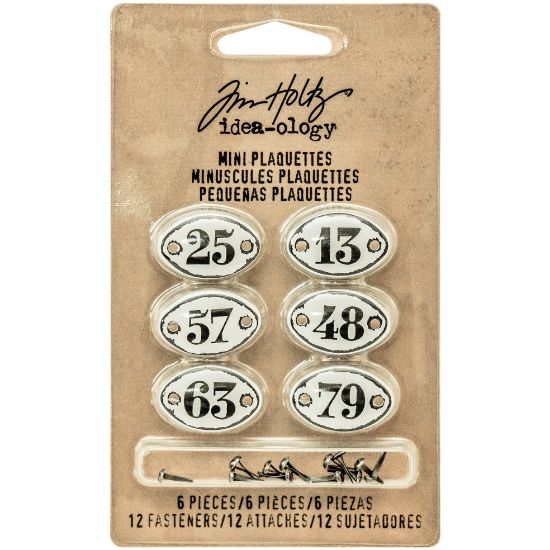 Tim Holtz
idea-ology
MINI PLAQUETTES
MINUSCULES PLAQUETTES
PEQUEÑAS PLAQUETTES
25 13
57 48
63 79
6 PIECES/6 PIÈCES/6 PIEZAS
12 FASTENERS/12 ATTACHES/12 SUJETADORES